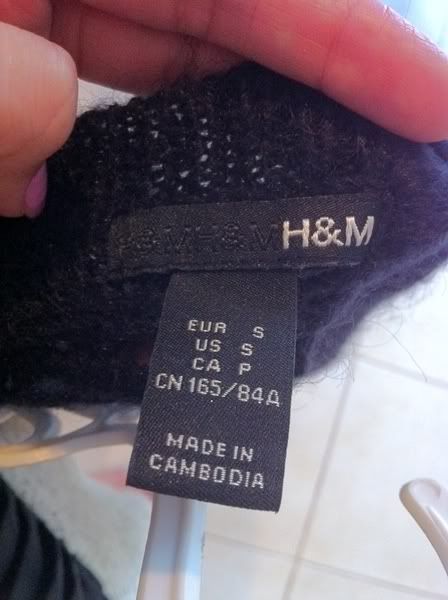 H&M H&M H&M
EUR S
US S
CA P
CN 165/84A
MADE IN
CAMBODIA